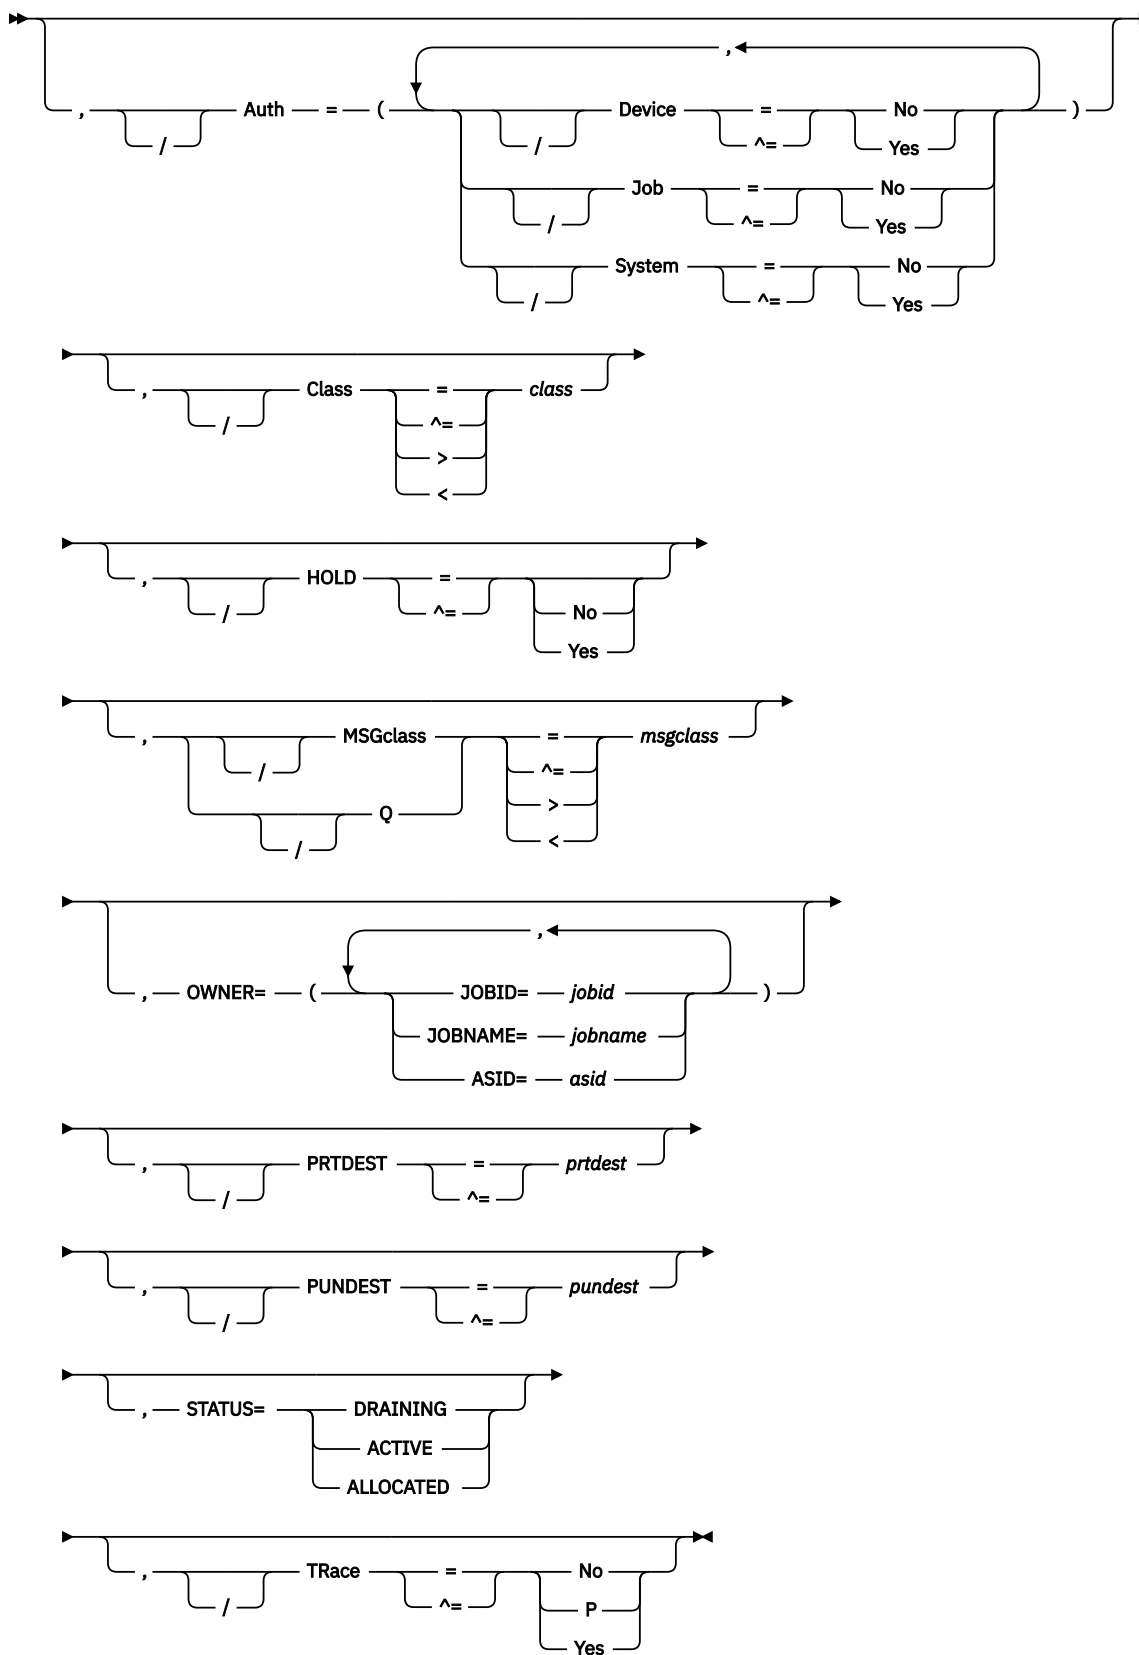 ,
, / Auth = ( / Device = ^= No Yes )
/ Job = ^= No Yes
/ System = ^= No Yes
, / Class = class
^=
>
<
, / HOLD =
^= No
Yes
, / MSGclass = msgclass
^=
/ Q >
<
,
, OWNER= ( JOBID= jobid )
JOBNAME= jobname
ASID= asid
, / PRTDEST = prtdest
^=
, / PUNDEST = pundest
^=
, STATUS= DRAINING
ACTIVE
ALLOCATED
, / TRace = No
^= P
Yes